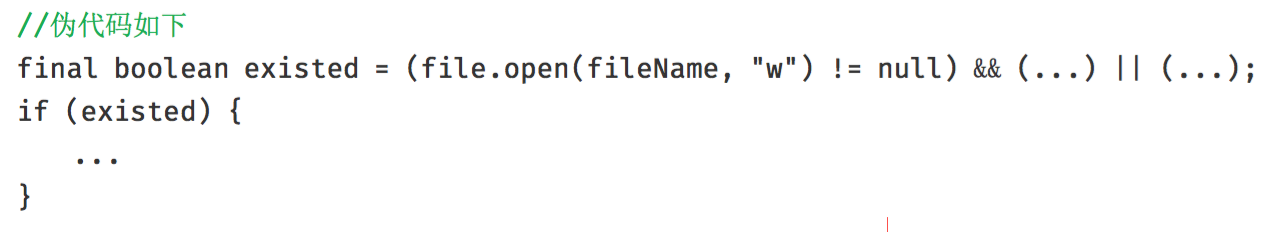 //伪代码如下
final boolean existed = (file.open(fileName, "w") != null) && (...) || (...);
if (existed) {
...
}